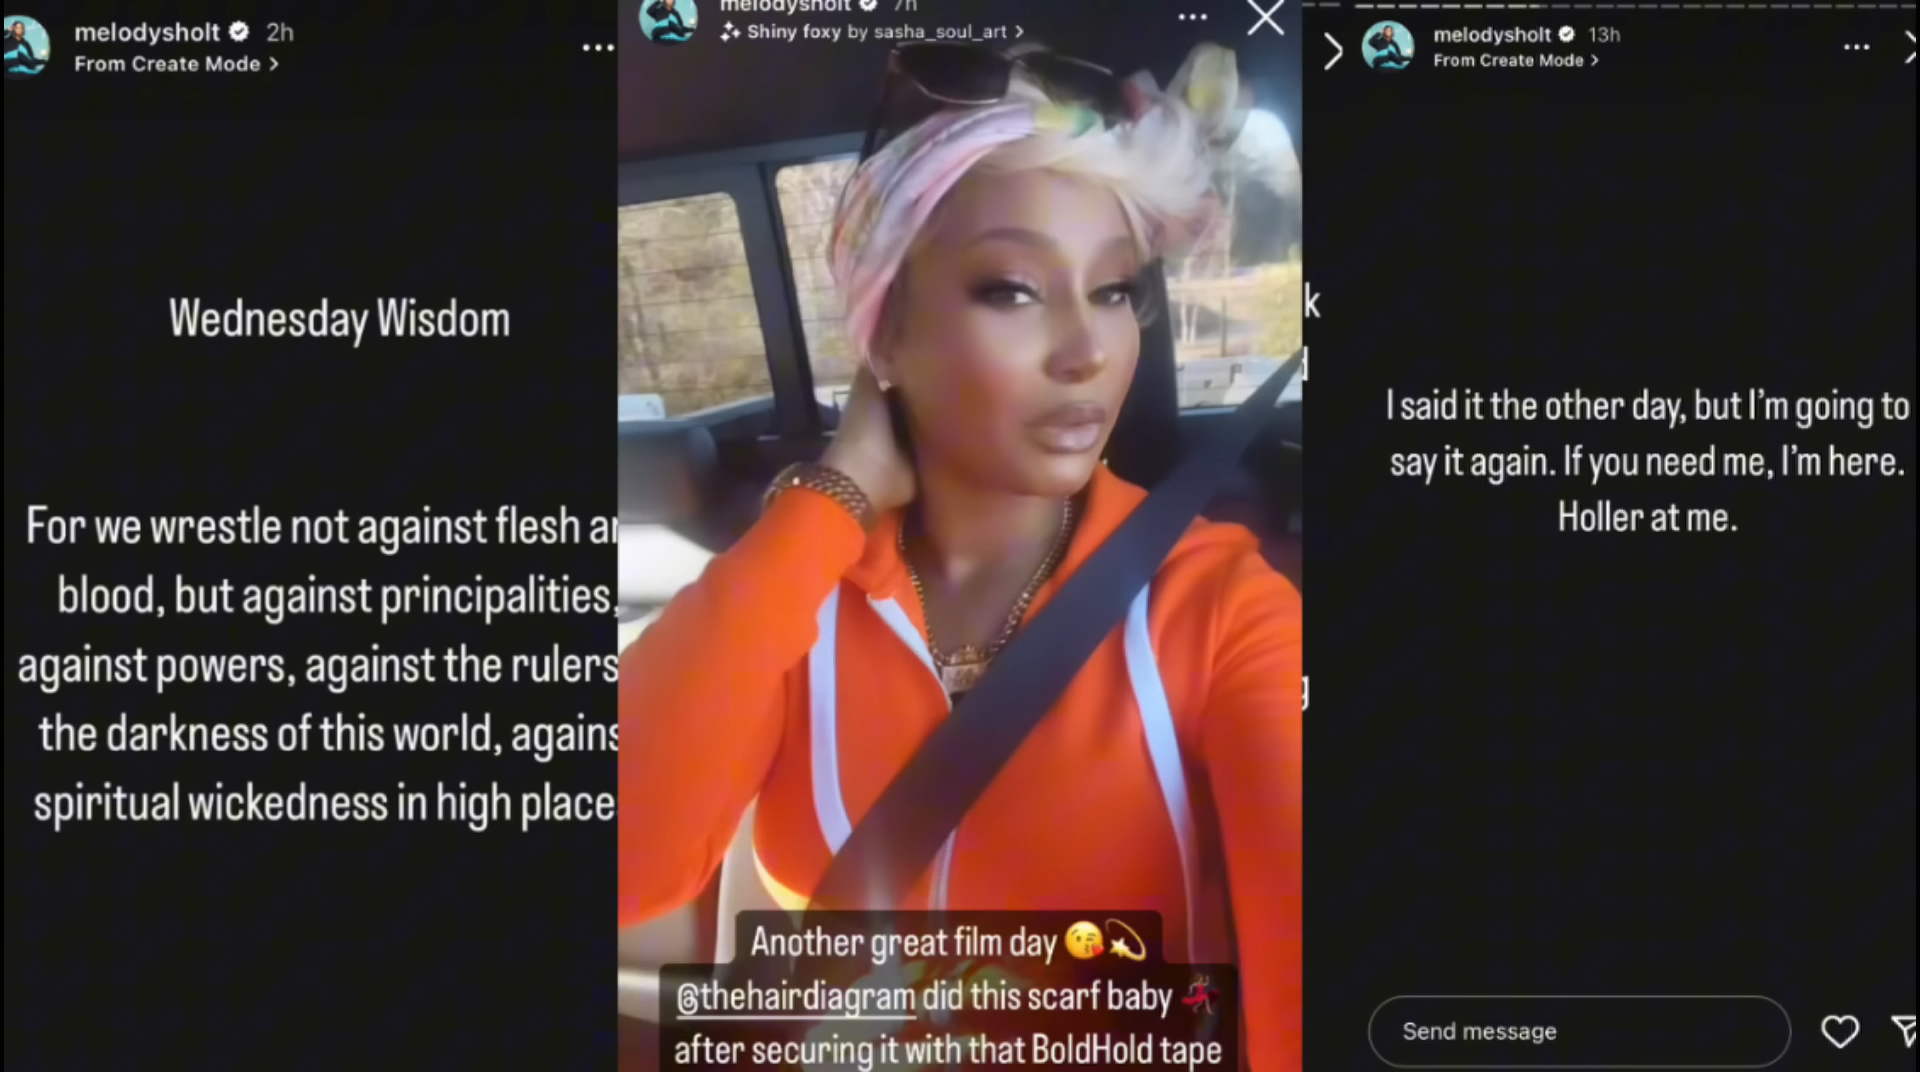 melodysholt 2h
From Create Mode >
Wednesday Wisdom
For we wrestle not against flesh
blood, but against principalities,
against powers, against the rulers
the darkness of this world,
spiritual wickedness in high
melodysholt 7h
Shiny foxy by sasha_soul_art >
Another great film day 😘💫
@thehairdiagram did this scarf baby 💃🏾
after securing it with that BoldHold tape
k
melodysholt 13h
From Create Mode >
I said it the other day, but I'm going to
say it again. If you need me, I'm here.
Holler at me.
Send message